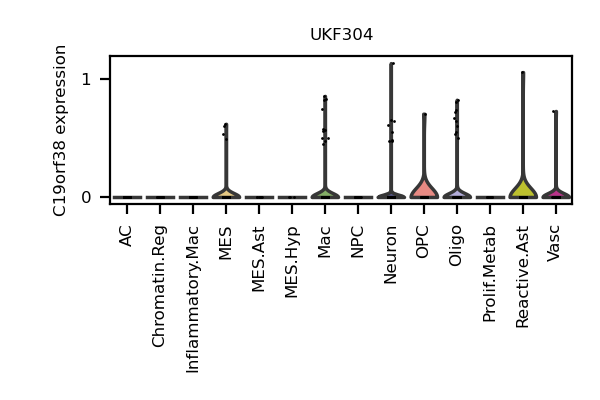 UKF304
C19orf38 expression
1
0
AC
Chromatin.Reg
Inflammatory.Mac
MES
MES.Ast
MES.Hyp
Mac
NPC
Neuron
OPC
Oligo
Prolif.Metab
Reactive.Ast
Vasc